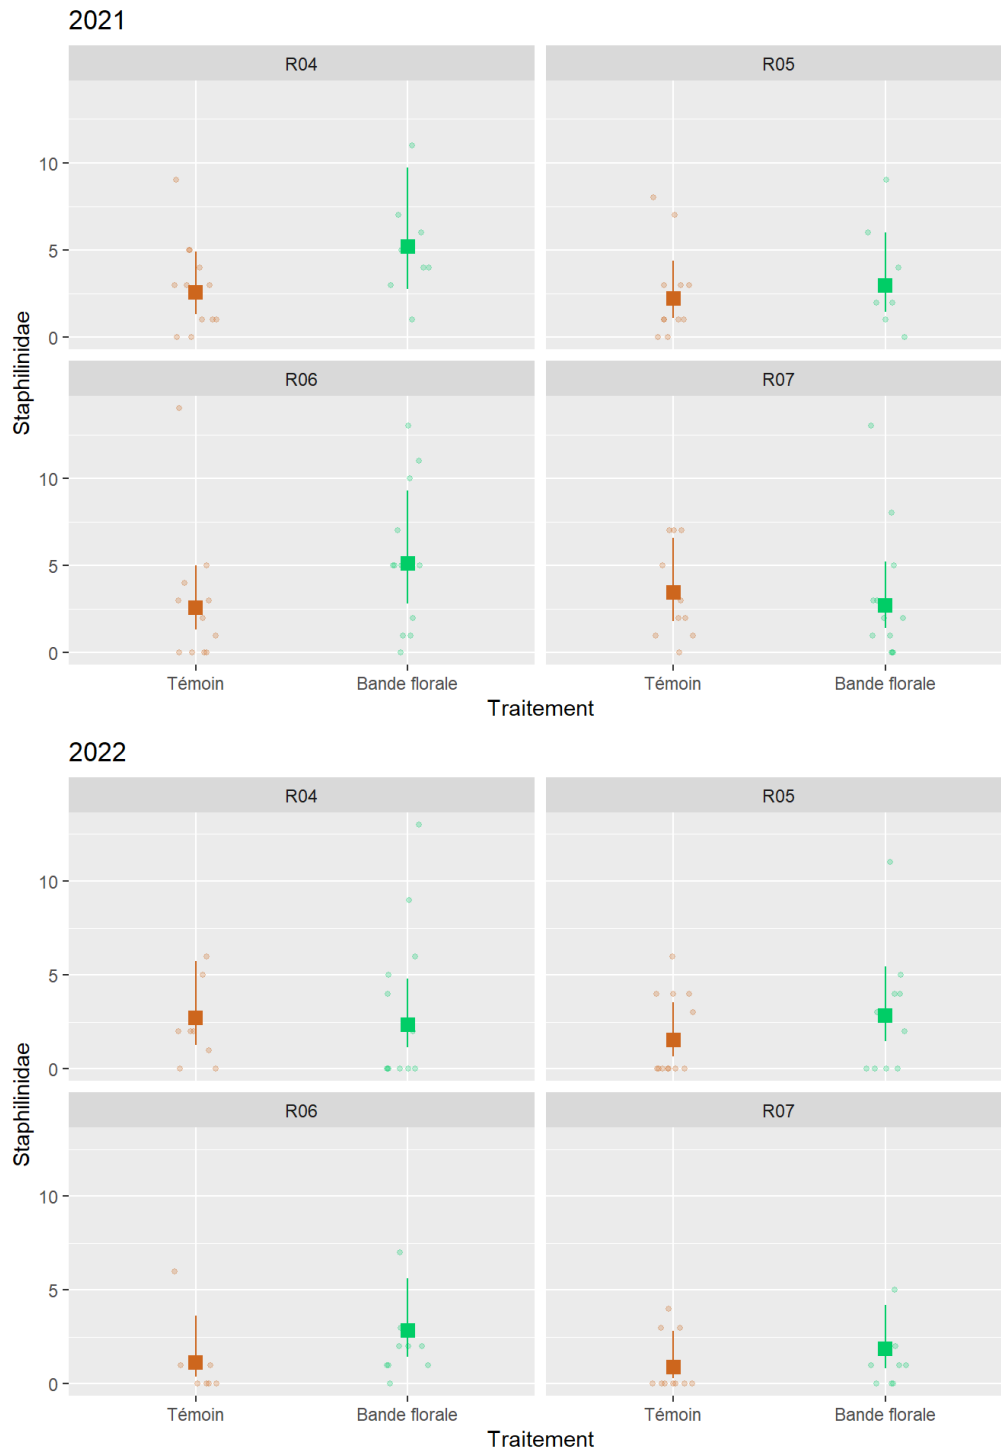 2021
R04
R05
10
5
0
R06
R07
10
5
0
Staphilinidae
Témoin
Bande florale
Témoin
Bande florale
Traitement
2022
R04
R05
10
5
0
R06
R07
10
5
0
Staphilinidae
Témoin
Bande florale
Témoin
Bande florale
Traitement